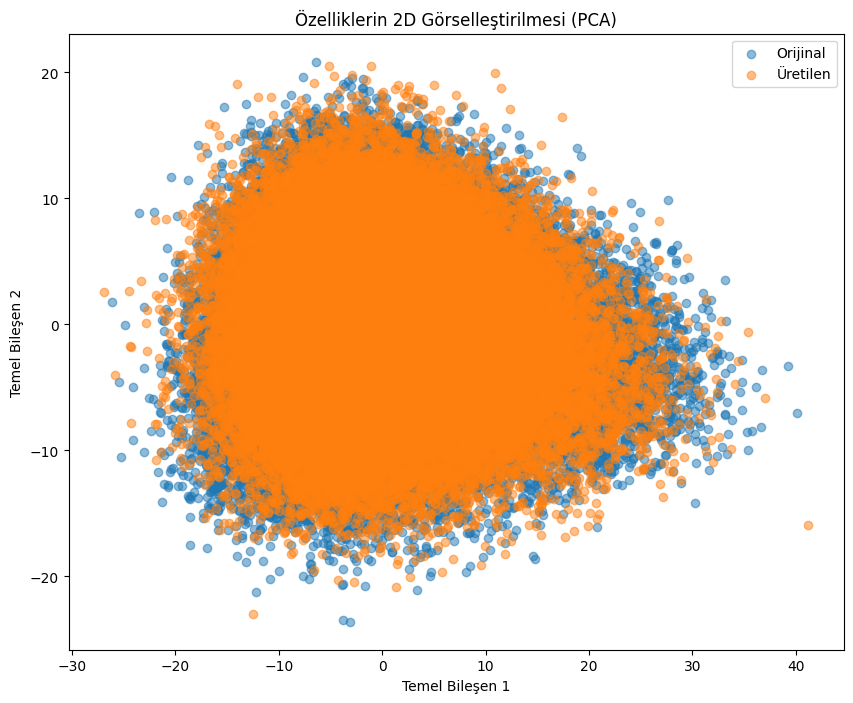 Özelliklerin 2D Görselleştirilmesi (PCA)
Orijinal
Üretilen
20
10
0
−10
−20
Temel Bileşen 2
−30
−20
−10
0
10
20
30
40
Temel Bileşen 1